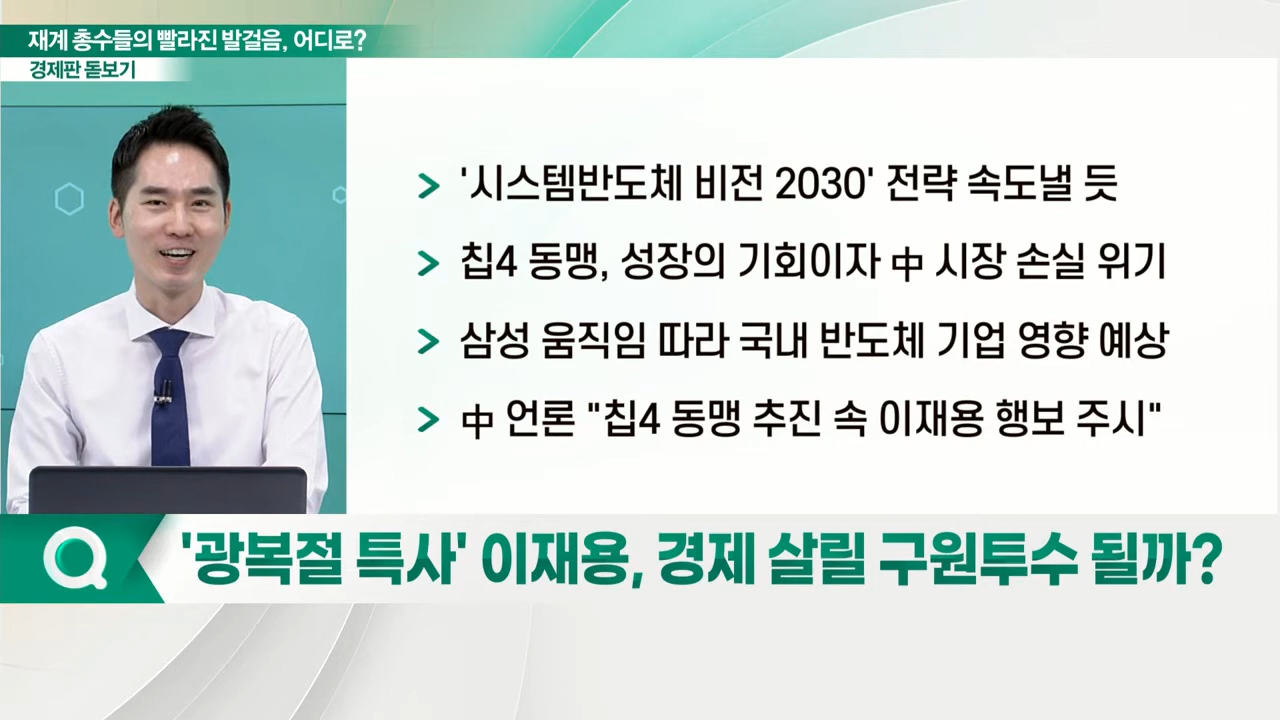 재계 총수들의 빨라진 발걸음, 어디로?
경제판 돋보기
'시스템반도체 비전 2030' 전략 속도낼 듯
칩4 동맹, 성장의 기회이자 中 시장 손실 위기
삼성 움직임 따라 국내 반도체 기업 영향 예상
中 언론 "칩4 동맹 추진 속 이재용 행보 주시"
'광복절 특사' 이재용, 경제 살릴 구원투수 될까?